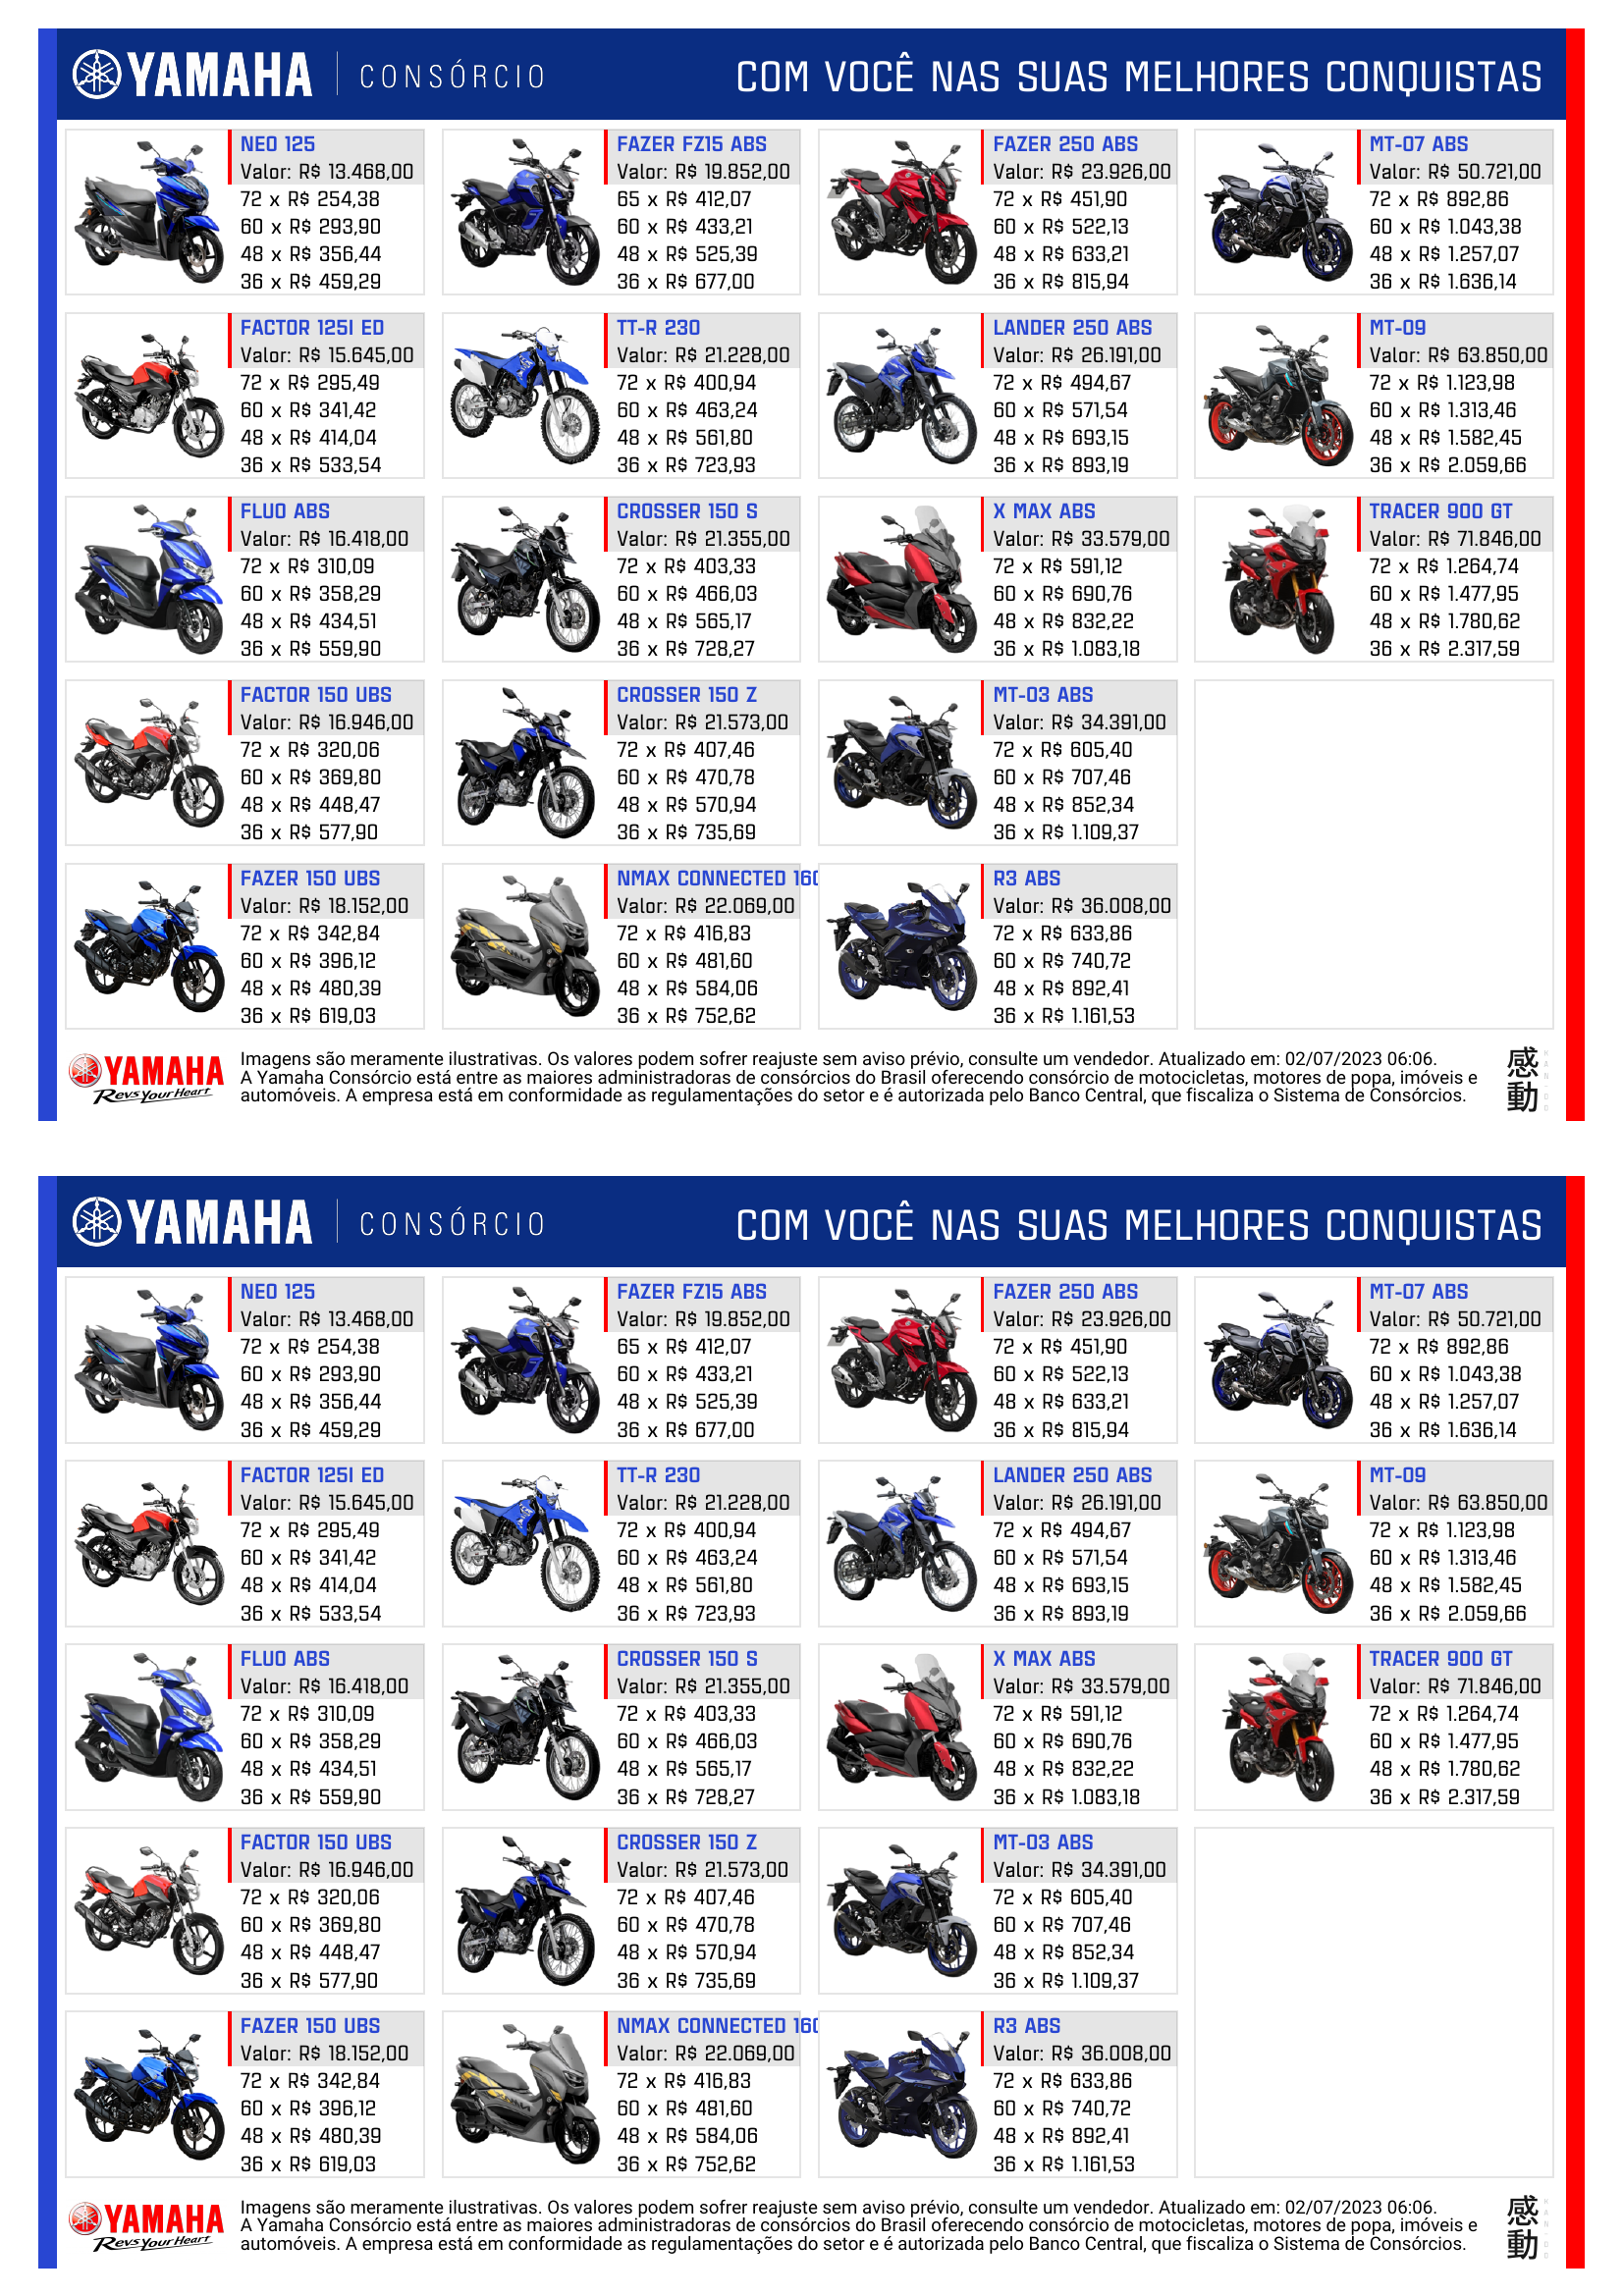 YAMAHA CONSÓRCIO COM VOCÊ NAS SUAS MELHORES CONQUISTAS
NEO 125
Valor: R$ 13.468,00
72 x R$ 254,38
60 x R$ 293,90
48 x R$ 356,44
36 x R$ 459,29
FACTOR 125I ED
Valor: R$ 15.645,00
72 x R$ 295,49
60 x R$ 341,42
48 x R$ 414,04
36 x R$ 533,54
FLUO ABS
Valor: R$ 16.418,00
72 x R$ 310,09
60 x R$ 358,29
48 x R$ 434,51
36 x R$ 559,90
FACTOR 150 UBS
Valor: R$ 16.946,00
72 x R$ 320,06
60 x R$ 369,80
48 x R$ 448,47
36 x R$ 577,90
FAZER 150 UBS
Valor: R$ 18.152,00
72 x R$ 342,84
60 x R$ 396,12
48 x R$ 480,39
36 x R$ 619,03
FAZER FZ15 ABS
Valor: R$ 19.852,00
65 x R$ 412,07
60 x R$ 433,21
48 x R$ 525,39
36 x R$ 677,00
TT-R 230
Valor: R$ 21.228,00
72 x R$ 400,94
60 x R$ 463,24
48 x R$ 561,80
36 x R$ 723,93
CROSSER 150 S
Valor: R$ 21.355,00
72 x R$ 403,33
60 x R$ 466,03
48 x R$ 565,17
36 x R$ 728,27
CROSSER 150 Z
Valor: R$ 21.573,00
72 x R$ 407,46
60 x R$ 470,78
48 x R$ 570,94
36 x R$ 735,69
NMAX CONNECTED 160
Valor: R$ 22.069,00
72 x R$ 416,83
60 x R$ 481,60
48 x R$ 584,06
36 x R$ 752,62
FAZER 250 ABS
Valor: R$ 23.926,00
72 x R$ 451,90
60 x R$ 522,13
48 x R$ 633,21
36 x R$ 815,94
LANDER 250 ABS
Valor: R$ 26.191,00
72 x R$ 494,67
60 x R$ 571,54
48 x R$ 693,15
36 x R$ 893,19
X MAX ABS
Valor: R$ 33.579,00
72 x R$ 591,12
60 x R$ 690,76
48 x R$ 832,22
36 x R$ 1.083,18
MT-03 ABS
Valor: R$ 34.391,00
72 x R$ 605,40
60 x R$ 707,46
48 x R$ 852,34
36 x R$ 1.109,37
R3 ABS
Valor: R$ 36.008,00
72 x R$ 633,86
60 x R$ 740,72
48 x R$ 892,41
36 x R$ 1.161,53
MT-07 ABS
Valor: R$ 50.721,00
72 x R$ 892,86
60 x R$ 1.043,38
48 x R$ 1.257,07
36 x R$ 1.636,14
MT-09
Valor: R$ 63.850,00
72 x R$ 1.123,98
60 x R$ 1.313,46
48 x R$ 1.582,45
36 x R$ 2.059,66
TRACER 900 GT
Valor: R$ 71.846,00
72 x R$ 1.264,74
60 x R$ 1.477,95
48 x R$ 1.780,62
36 x R$ 2.317,59
YAMAHA
Revs Your Heart
Imagens são meramente ilustrativas. Os valores podem sofrer reajuste sem aviso prévio, consulte um vendedor. Atualizado em: 02/07/2023 06:06.
A Yamaha Consórcio está entre as maiores administradoras de consórcios do Brasil oferecendo consórcio de motocicletas, motores de popa, imóveis e
automóveis. A empresa está em conformidade as regulamentações do setor e é autorizada pelo Banco Central, que fiscaliza o Sistema de Consórcios.
感動
YAMAHA CONSÓRCIO COM VOCÊ NAS SUAS MELHORES CONQUISTAS
NEO 125
Valor: R$ 13.468,00
72 x R$ 254,38
60 x R$ 293,90
48 x R$ 356,44
36 x R$ 459,29
FACTOR 125I ED
Valor: R$ 15.645,00
72 x R$ 295,49
60 x R$ 341,42
48 x R$ 414,04
36 x R$ 533,54
FLUO ABS
Valor: R$ 16.418,00
72 x R$ 310,09
60 x R$ 358,29
48 x R$ 434,51
36 x R$ 559,90
FACTOR 150 UBS
Valor: R$ 16.946,00
72 x R$ 320,06
60 x R$ 369,80
48 x R$ 448,47
36 x R$ 577,90
FAZER 150 UBS
Valor: R$ 18.152,00
72 x R$ 342,84
60 x R$ 396,12
48 x R$ 480,39
36 x R$ 619,03
FAZER FZ15 ABS
Valor: R$ 19.852,00
65 x R$ 412,07
60 x R$ 433,21
48 x R$ 525,39
36 x R$ 677,00
TT-R 230
Valor: R$ 21.228,00
72 x R$ 400,94
60 x R$ 463,24
48 x R$ 561,80
36 x R$ 723,93
CROSSER 150 S
Valor: R$ 21.355,00
72 x R$ 403,33
60 x R$ 466,03
48 x R$ 565,17
36 x R$ 728,27
CROSSER 150 Z
Valor: R$ 21.573,00
72 x R$ 407,46
60 x R$ 470,78
48 x R$ 570,94
36 x R$ 735,69
NMAX CONNECTED 160
Valor: R$ 22.069,00
72 x R$ 416,83
60 x R$ 481,60
48 x R$ 584,06
36 x R$ 752,62
FAZER 250 ABS
Valor: R$ 23.926,00
72 x R$ 451,90
60 x R$ 522,13
48 x R$ 633,21
36 x R$ 815,94
LANDER 250 ABS
Valor: R$ 26.191,00
72 x R$ 494,67
60 x R$ 571,54
48 x R$ 693,15
36 x R$ 893,19
X MAX ABS
Valor: R$ 33.579,00
72 x R$ 591,12
60 x R$ 690,76
48 x R$ 832,22
36 x R$ 1.083,18
MT-03 ABS
Valor: R$ 34.391,00
72 x R$ 605,40
60 x R$ 707,46
48 x R$ 852,34
36 x R$ 1.109,37
R3 ABS
Valor: R$ 36.008,00
72 x R$ 633,86
60 x R$ 740,72
48 x R$ 892,41
36 x R$ 1.161,53
MT-07 ABS
Valor: R$ 50.721,00
72 x R$ 892,86
60 x R$ 1.043,38
48 x R$ 1.257,07
36 x R$ 1.636,14
MT-09
Valor: R$ 63.850,00
72 x R$ 1.123,98
60 x R$ 1.313,46
48 x R$ 1.582,45
36 x R$ 2.059,66
TRACER 900 GT
Valor: R$ 71.846,00
72 x R$ 1.264,74
60 x R$ 1.477,95
48 x R$ 1.780,62
36 x R$ 2.317,59
YAMAHA
Revs Your Heart
Imagens são meramente ilustrativas. Os valores podem sofrer reajuste sem aviso prévio, consulte um vendedor. Atualizado em: 02/07/2023 06:06.
A Yamaha Consórcio está entre as maiores administradoras de consórcios do Brasil oferecendo consórcio de motocicletas, motores de popa, imóveis e
automóveis. A empresa está em conformidade as regulamentações do setor e é autorizada pelo Banco Central, que fiscaliza o Sistema de Consórcios.
感動